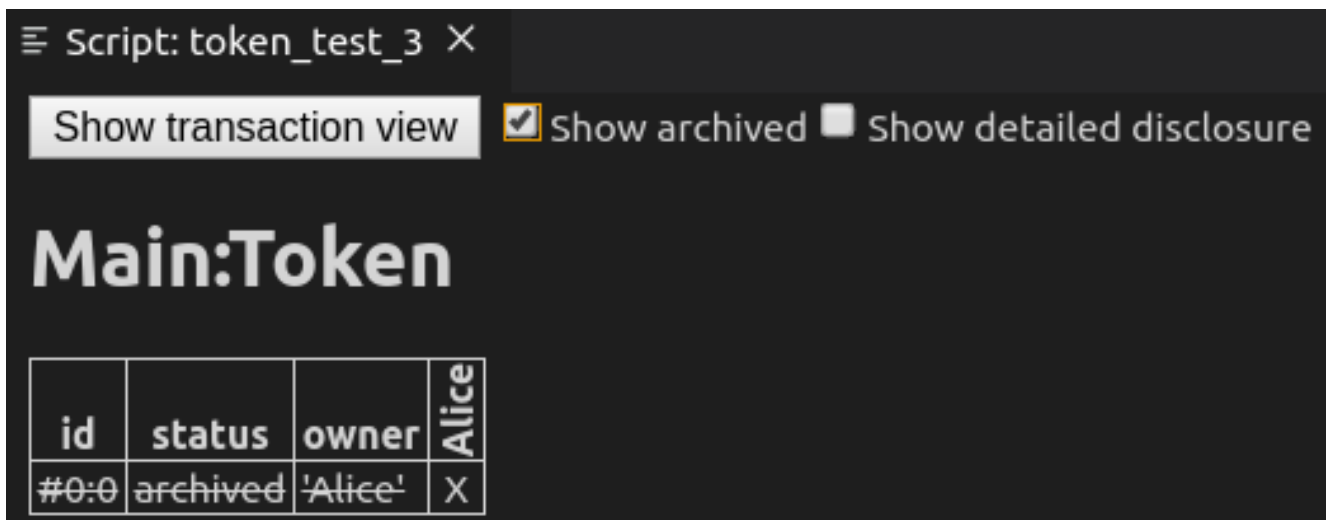 Script: token_test_3 ×
Show transaction view Show archived Show detailed disclosure
Main:Token
id status owner Alice
#0:0 archived 'Alice' X